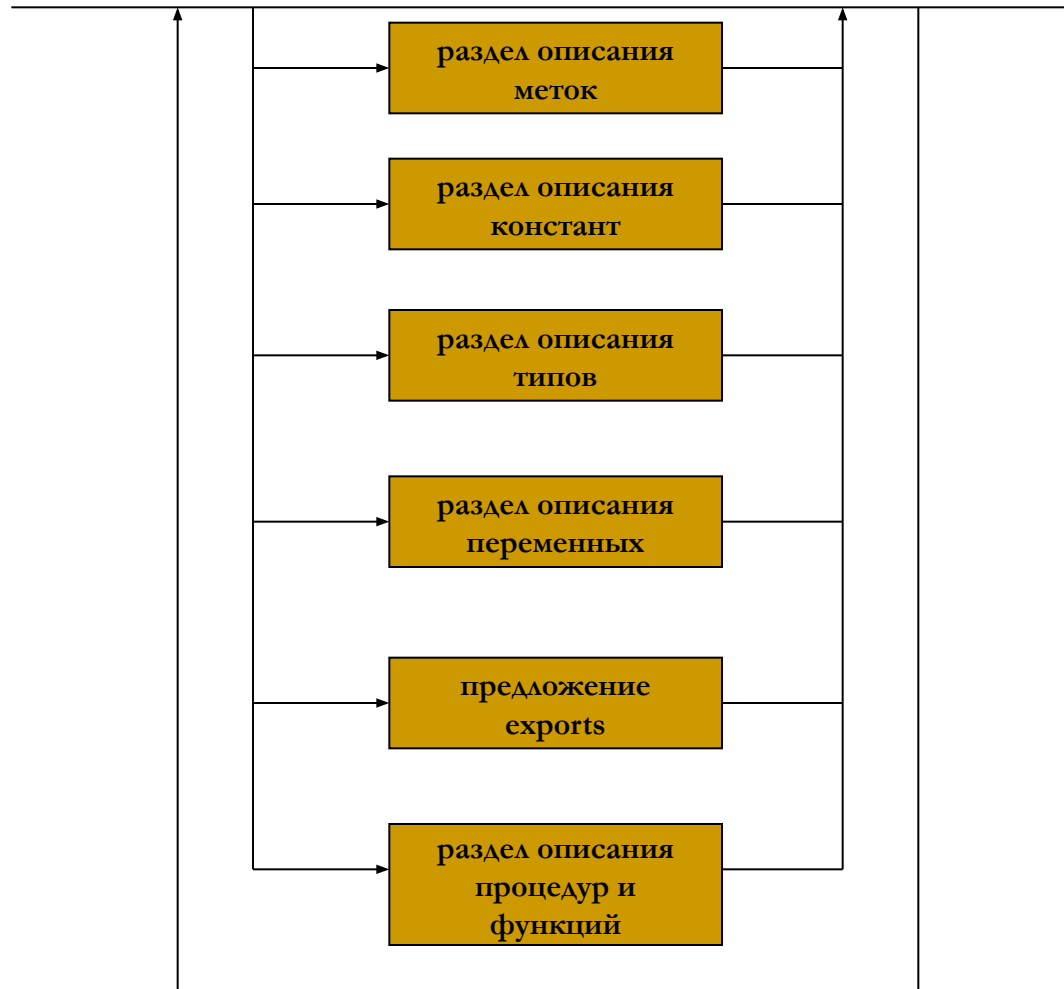 раздел описания
меток
раздел описания
констант
раздел описания
типов
раздел описания
переменных
предложение
exports
раздел описания
процедур и
функций